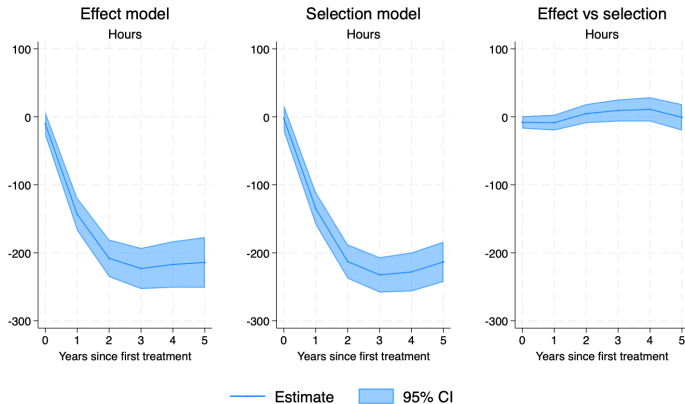 Effect model
Hours
100
0
-100
-200
-300
0 1 2 3 4 5
Years since first treatment
Selection model
Hours
100
0
-100
-200
-300
0 1 2 3 4 5
Years since first treatment
Effect vs selection
Hours
100
0
-100
-200
-300
0 1 2 3 4 5
Years since first treatment
Estimate 95% CI